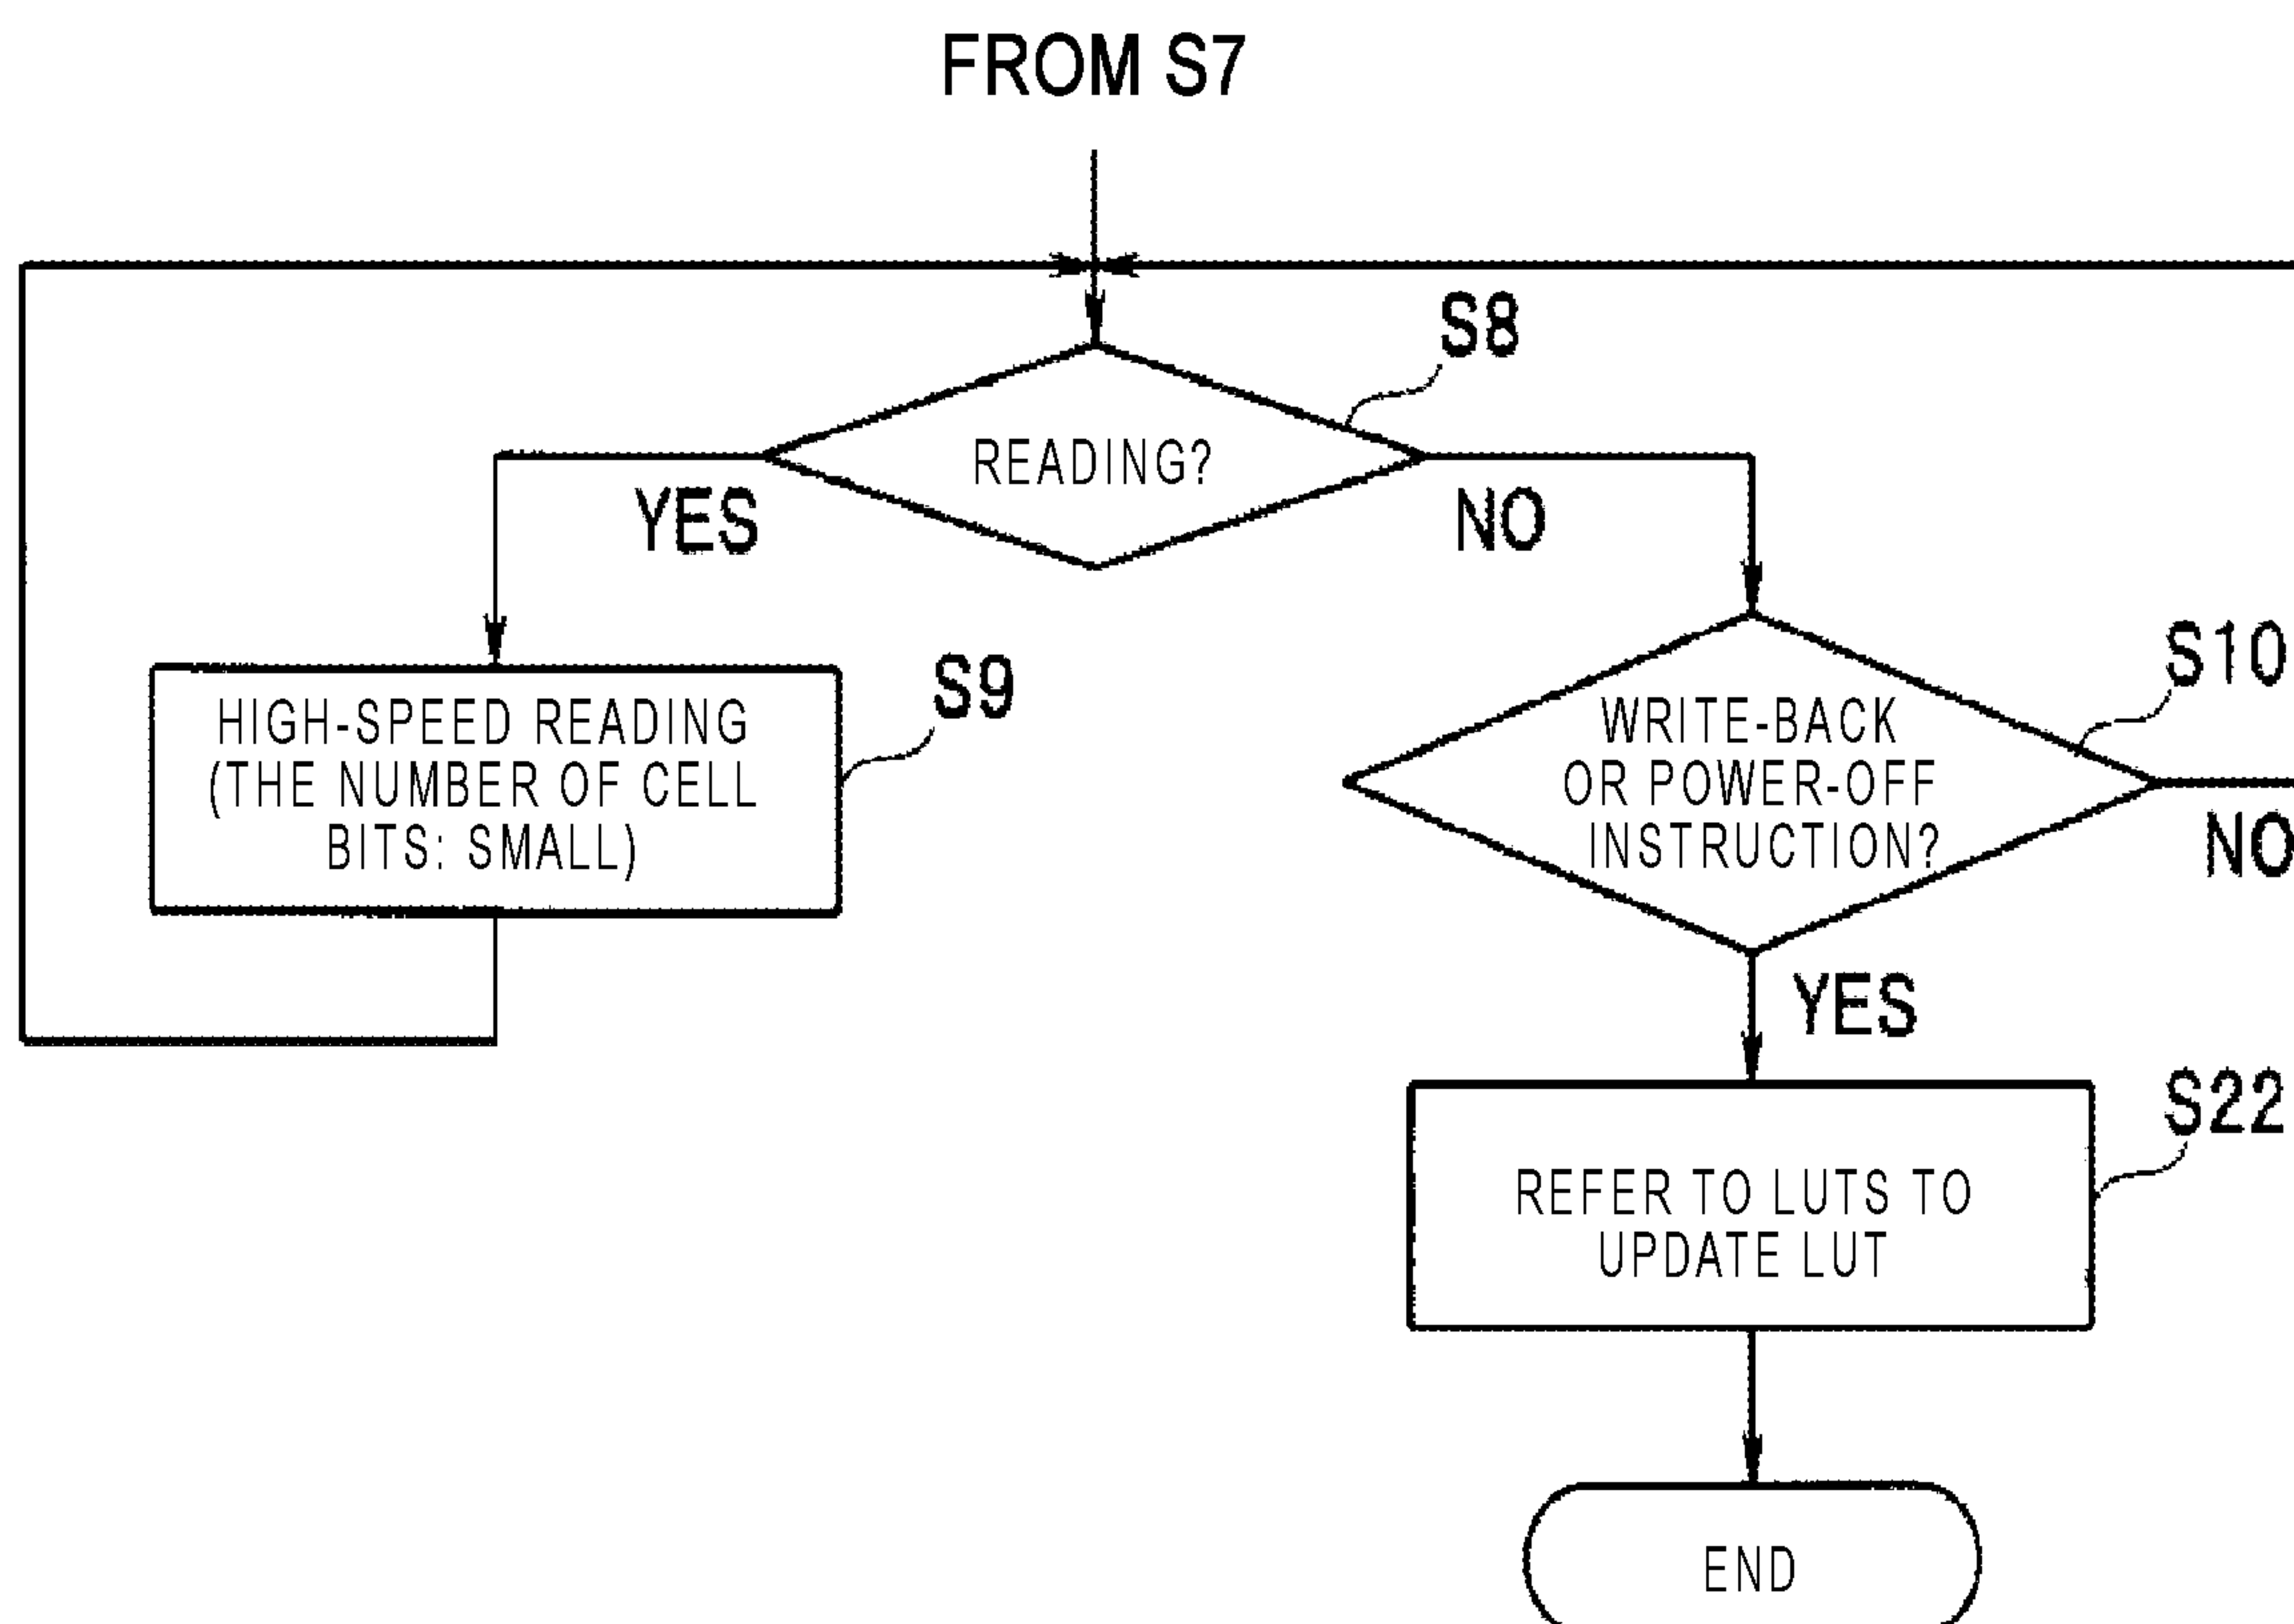 FROM S7
S8
READING?
YES
NO
S9
HIGH-SPEED READING
(THE NUMBER OF CELL
BITS: SMALL)
S10
WRITE-BACK
OR POWER-OFF
INSTRUCTION?
NO
YES
S22
REFER TO LUTS TO
UPDATE LUT
END